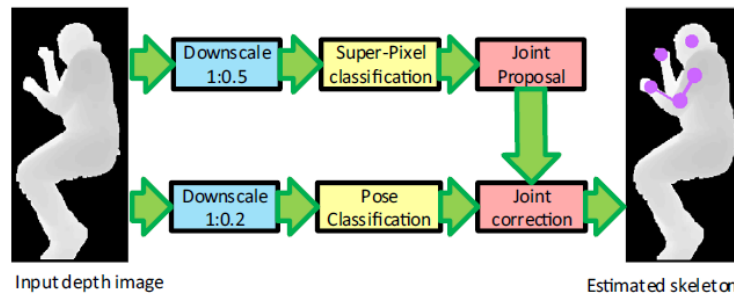 Downscale
1:0.5
Super-Pixel
classification
Joint
Proposal
Downscale
1:0.2
Pose
Classification
Joint
correction
Input depth image
Estimated skeleton